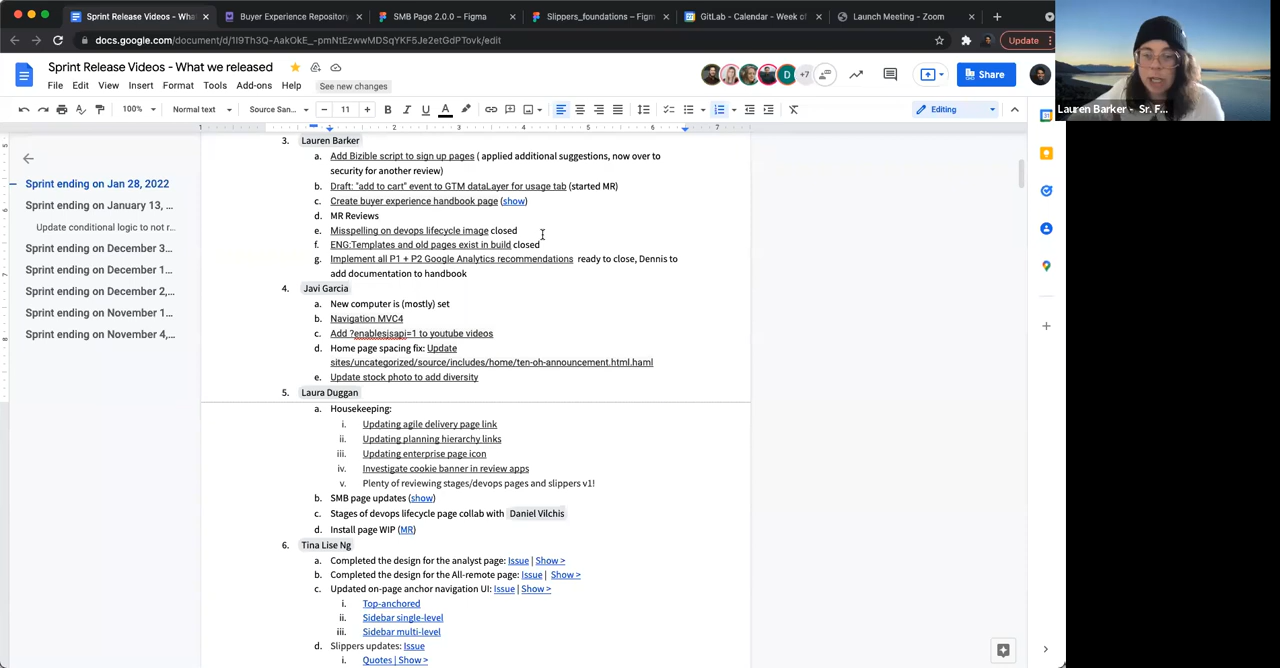 Sprint Release Videos - Wha
Buyer Experience Repository
SMB Page 2.0.0 – Figma
Slippers_foundations – Figm
GitLab - Calendar - Week of
Launch Meeting - Zoom
docs.google.com/document/d/1I9Th3Q-AakOkE_-pmNtEzwwMDSqYKF5Je2etGdPTovk/edit
Update
Sprint Release Videos - What we released
File Edit View Insert Format Tools Add-ons Help See new changes
D +7 Share
100% Normal text Source San... 11 Editing
Lauren Barker - Sr. F...
1 1 2 3 4 5 6 7
Sprint ending on Jan 28, 2022
Sprint ending on January 13, ...
Update conditional logic to not r...
Sprint ending on December 3...
Sprint ending on December 1...
Sprint ending on December 2,...
Sprint ending on November 1...
Sprint ending on November 4,...
3. Lauren Barker
a. Add Bizible script to sign up pages ( applied additional suggestions, now over to
security for another review)
b. Draft: "add to cart" event to GTM dataLayer for usage tab (started MR)
c. Create buyer experience handbook page (show)
d. MR Reviews
e. Misspelling on devops lifecycle image closed
f. ENG:Templates and old pages exist in build closed
g. Implement all P1 + P2 Google Analytics recommendations ready to close, Dennis to
add documentation to handbook
4. Javi Garcia
a. New computer is (mostly) set
b. Navigation MVC4
c. Add ?enablesjsapi=1 to youtube videos
d. Home page spacing fix: Update
sites/uncategorized/source/includes/home/ten-oh-announcement.html.haml
e. Update stock photo to add diversity
5. Laura Duggan
a. Housekeeping:
i. Updating agile delivery page link
ii. Updating planning hierarchy links
iii. Updating enterprise page icon
iv. Investigate cookie banner in review apps
v. Plenty of reviewing stages/devops pages and slippers v1!
b. SMB page updates (show)
c. Stages of devops lifecycle page collab with Daniel Vilchis
d. Install page WIP (MR)
6. Tina Lise Ng
a. Completed the design for the analyst page: Issue | Show >
b. Completed the design for the All-remote page: Issue | Show >
c. Updated on-page anchor navigation UI: Issue | Show >
i. Top-anchored
ii. Sidebar single-level
iii. Sidebar multi-level
d. Slippers updates: Issue
i. Quotes | Show >